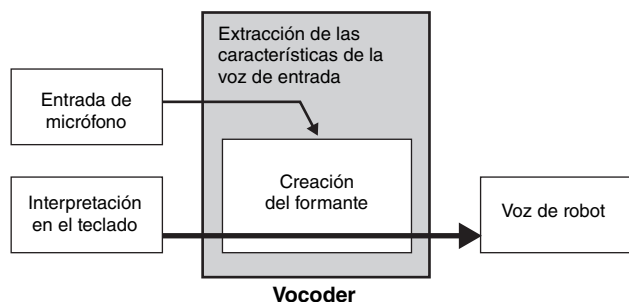 Extracción de las
características de la
voz de entrada
Entrada de
micrófono
Creación
del formante
Interpretación
en el teclado
Voz de robot
Vocoder